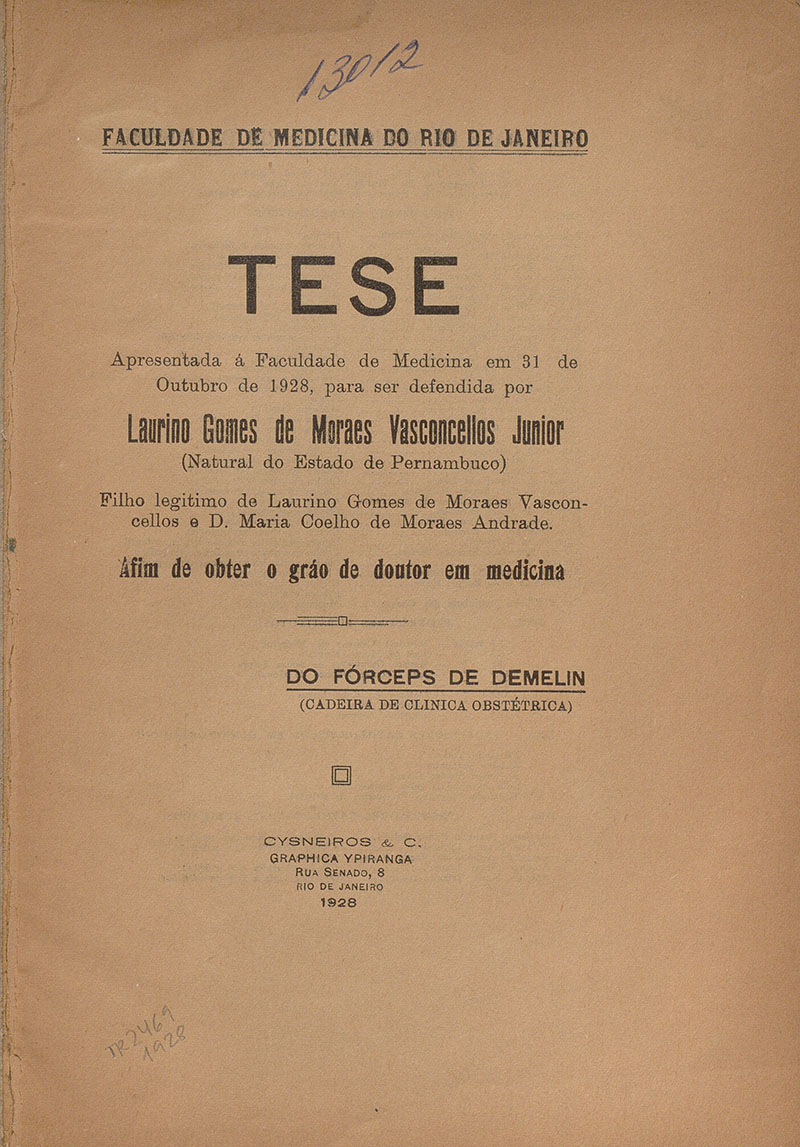 13012
FACULDADE DE MEDICINA DO RIO DE JANEIRO
TESE
Apresentada á Faculdade de Medicina em 31 de
Outubro de 1928, para ser defendida por
Laurino Gomes de Moraes Vasconcellos Junior
(Natural do Estado de Pernambuco)
Filho legitimo de Laurino Gomes de Moraes Vascon-
cellos e D. Maria Coelho de Moraes Andrade.
Áfim de obter o gráo de doutor em medicina
DO FÓRCEPS DE DEMELIN
(CADEIRA DE CLINICA OBSTÉTRICA)
CYSNEIROS & C.
GRAPHICA YPIRANGA
RUA SENADO, 8
RIO DE JANEIRO
1928
TR2469
1928